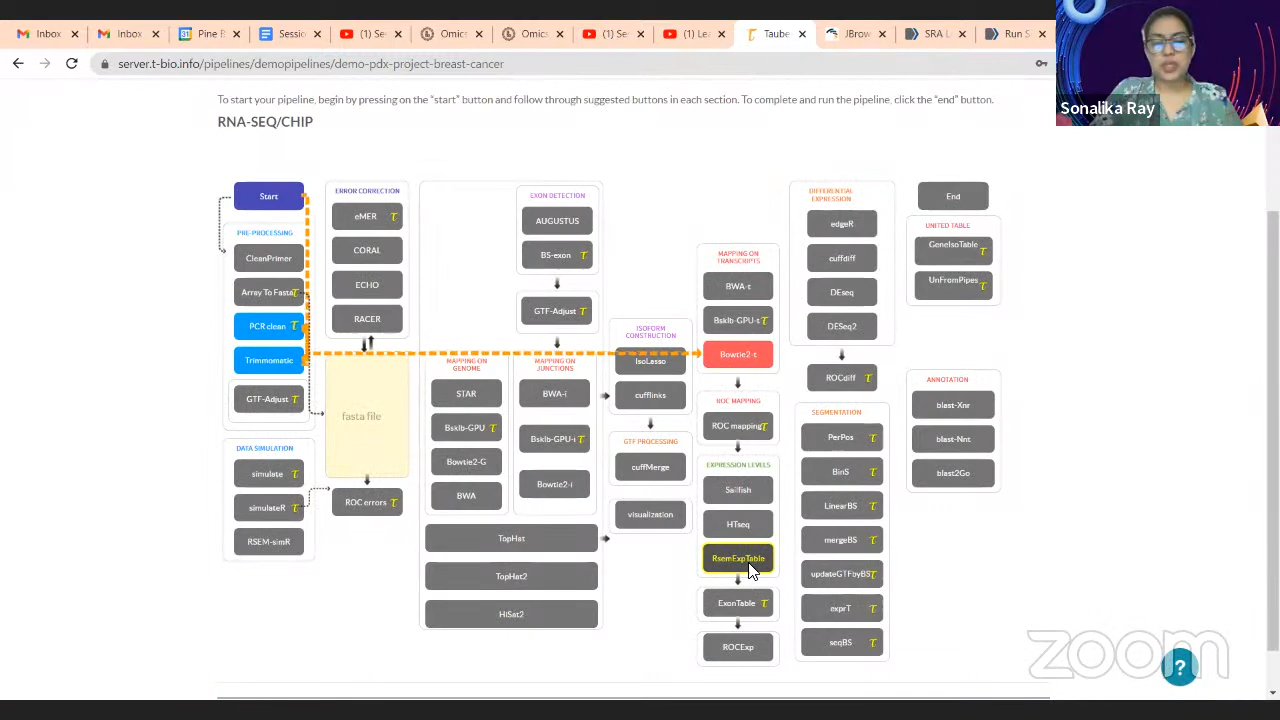 Inbox
Inbox
Pine B
Sessio
(1) Se
Omics
Omics
(1) Se
(1) Lea
Taube
JBrow
SRA L
Run S
server.t-bio.info/pipelines/demopipelines/demo-pdx-project-breast-cancer
Sonalika Ray
To start your pipeline, begin by pressing on the "start" button and follow through suggested buttons in each section. To complete and run the pipeline, click the "end" button.
RNA-SEQ/CHIP
Start
PRE-PROCESSING
CleanPrimer
Array To Fasta
PCR clean
Trimmomatic
GTF-Adjust
DATA SIMULATION
simulate
simulateR
RSEM-simR
ERROR CORRECTION
eMER
CORAL
ECHO
RACER
fasta file
ROC errors
MAPPING ON
GENOME
STAR
Bsklb-GPU
Bowtie2-G
BWA
EXON DETECTION
AUGUSTUS
BS-exon
GTF-Adjust
MAPPING ON
JUNCTIONS
BWA-i
Bsklb-GPU-i
Bowtie2-i
TopHat
TopHat2
HiSat2
ISOFORM
CONSTRUCTION
IsoLasso
cufflinks
GTF PROCESSING
cuffMerge
visualization
MAPPING ON
TRANSCRIPTS
BWA-t
Bsklb-GPU-t
Bowtie2-t
ROC MAPPING
ROC mapping
EXPRESSION LEVELS
Sailfish
HTseq
RsemExpTable
ExonTable
ROCExp
DIFFERENTIAL
EXPRESSION
edgeR
cuffdiff
DEseq
DESeq2
ROCdiff
SEGMENTATION
PerPos
BinS
LinearBS
mergeBS
updateGTFbyBS
exprT
seqBS
End
UNITED TABLE
GeneIsoTable
UnFromPipes
ANNOTATION
blast-Xnr
blast-Nnt
blast2Go
zoom
?